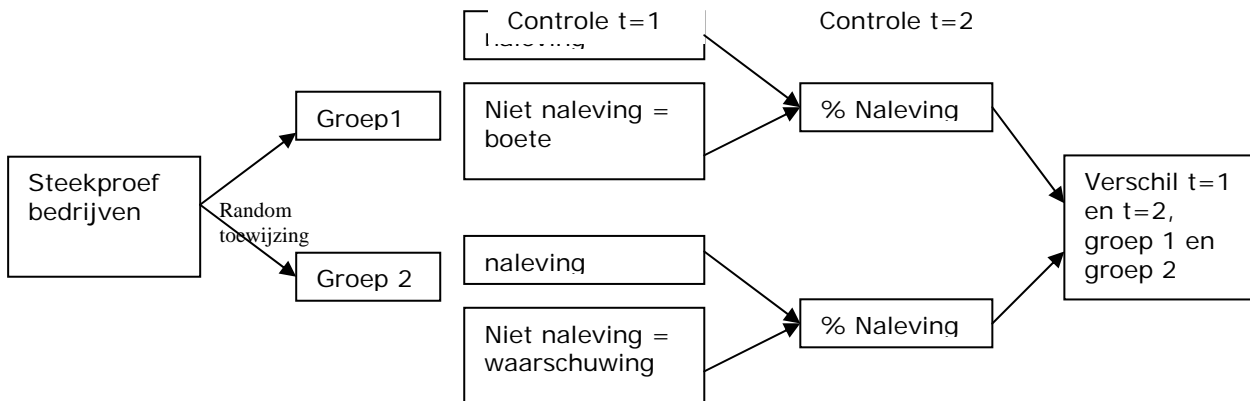 Controle t=1
Controle t=2
Groep1
Niet naleving =
boete
% Naleving
Steekproef
bedrijven
Random
toewijzing
Verschil t=1
en t=2,
groep 1 en
groep 2
Groep 2
naleving
% Naleving
Niet naleving =
waarschuwing